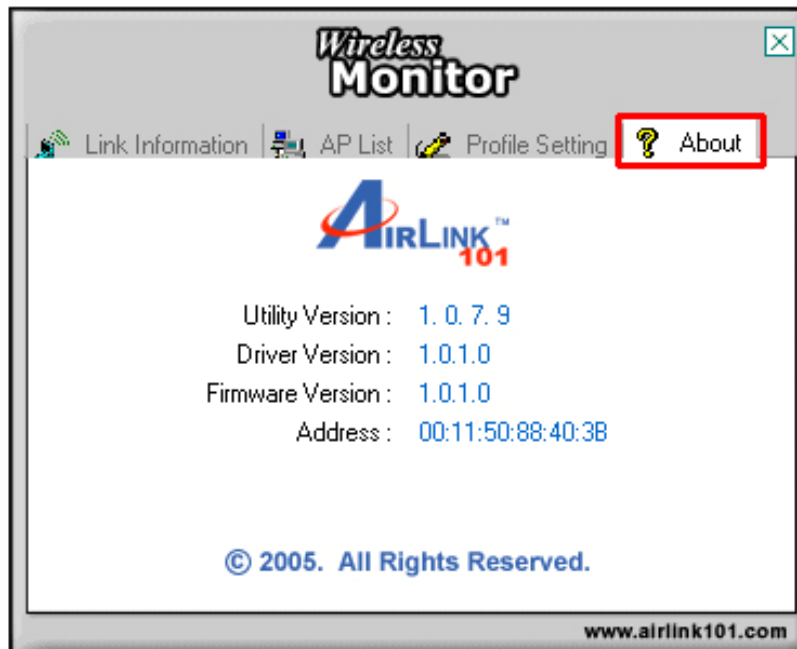 Wireless
Monitor
Link Information AP List Profile Setting About
AIRLINK™
101
Utility Version : 1. 0. 7. 9
Driver Version : 1.0.1.0
Firmware Version : 1.0.1.0
Address : 00:11:50:88:40:3B
© 2005. All Rights Reserved.
www.airlink101.com